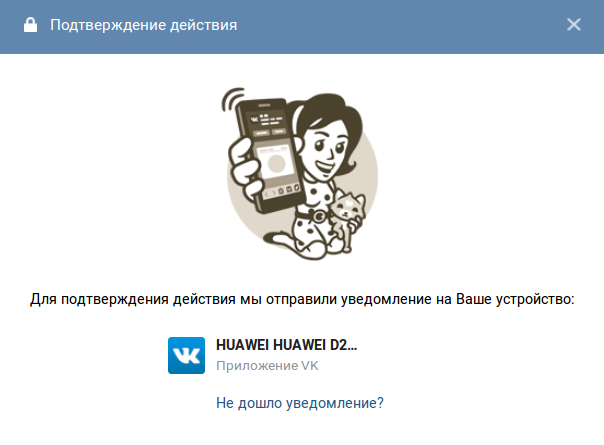 Подтверждение действия
Для подтверждения действия мы отправили уведомление на Ваше устройство:
HUAWEI HUAWEI D2...
Приложение VK
Не дошло уведомление?